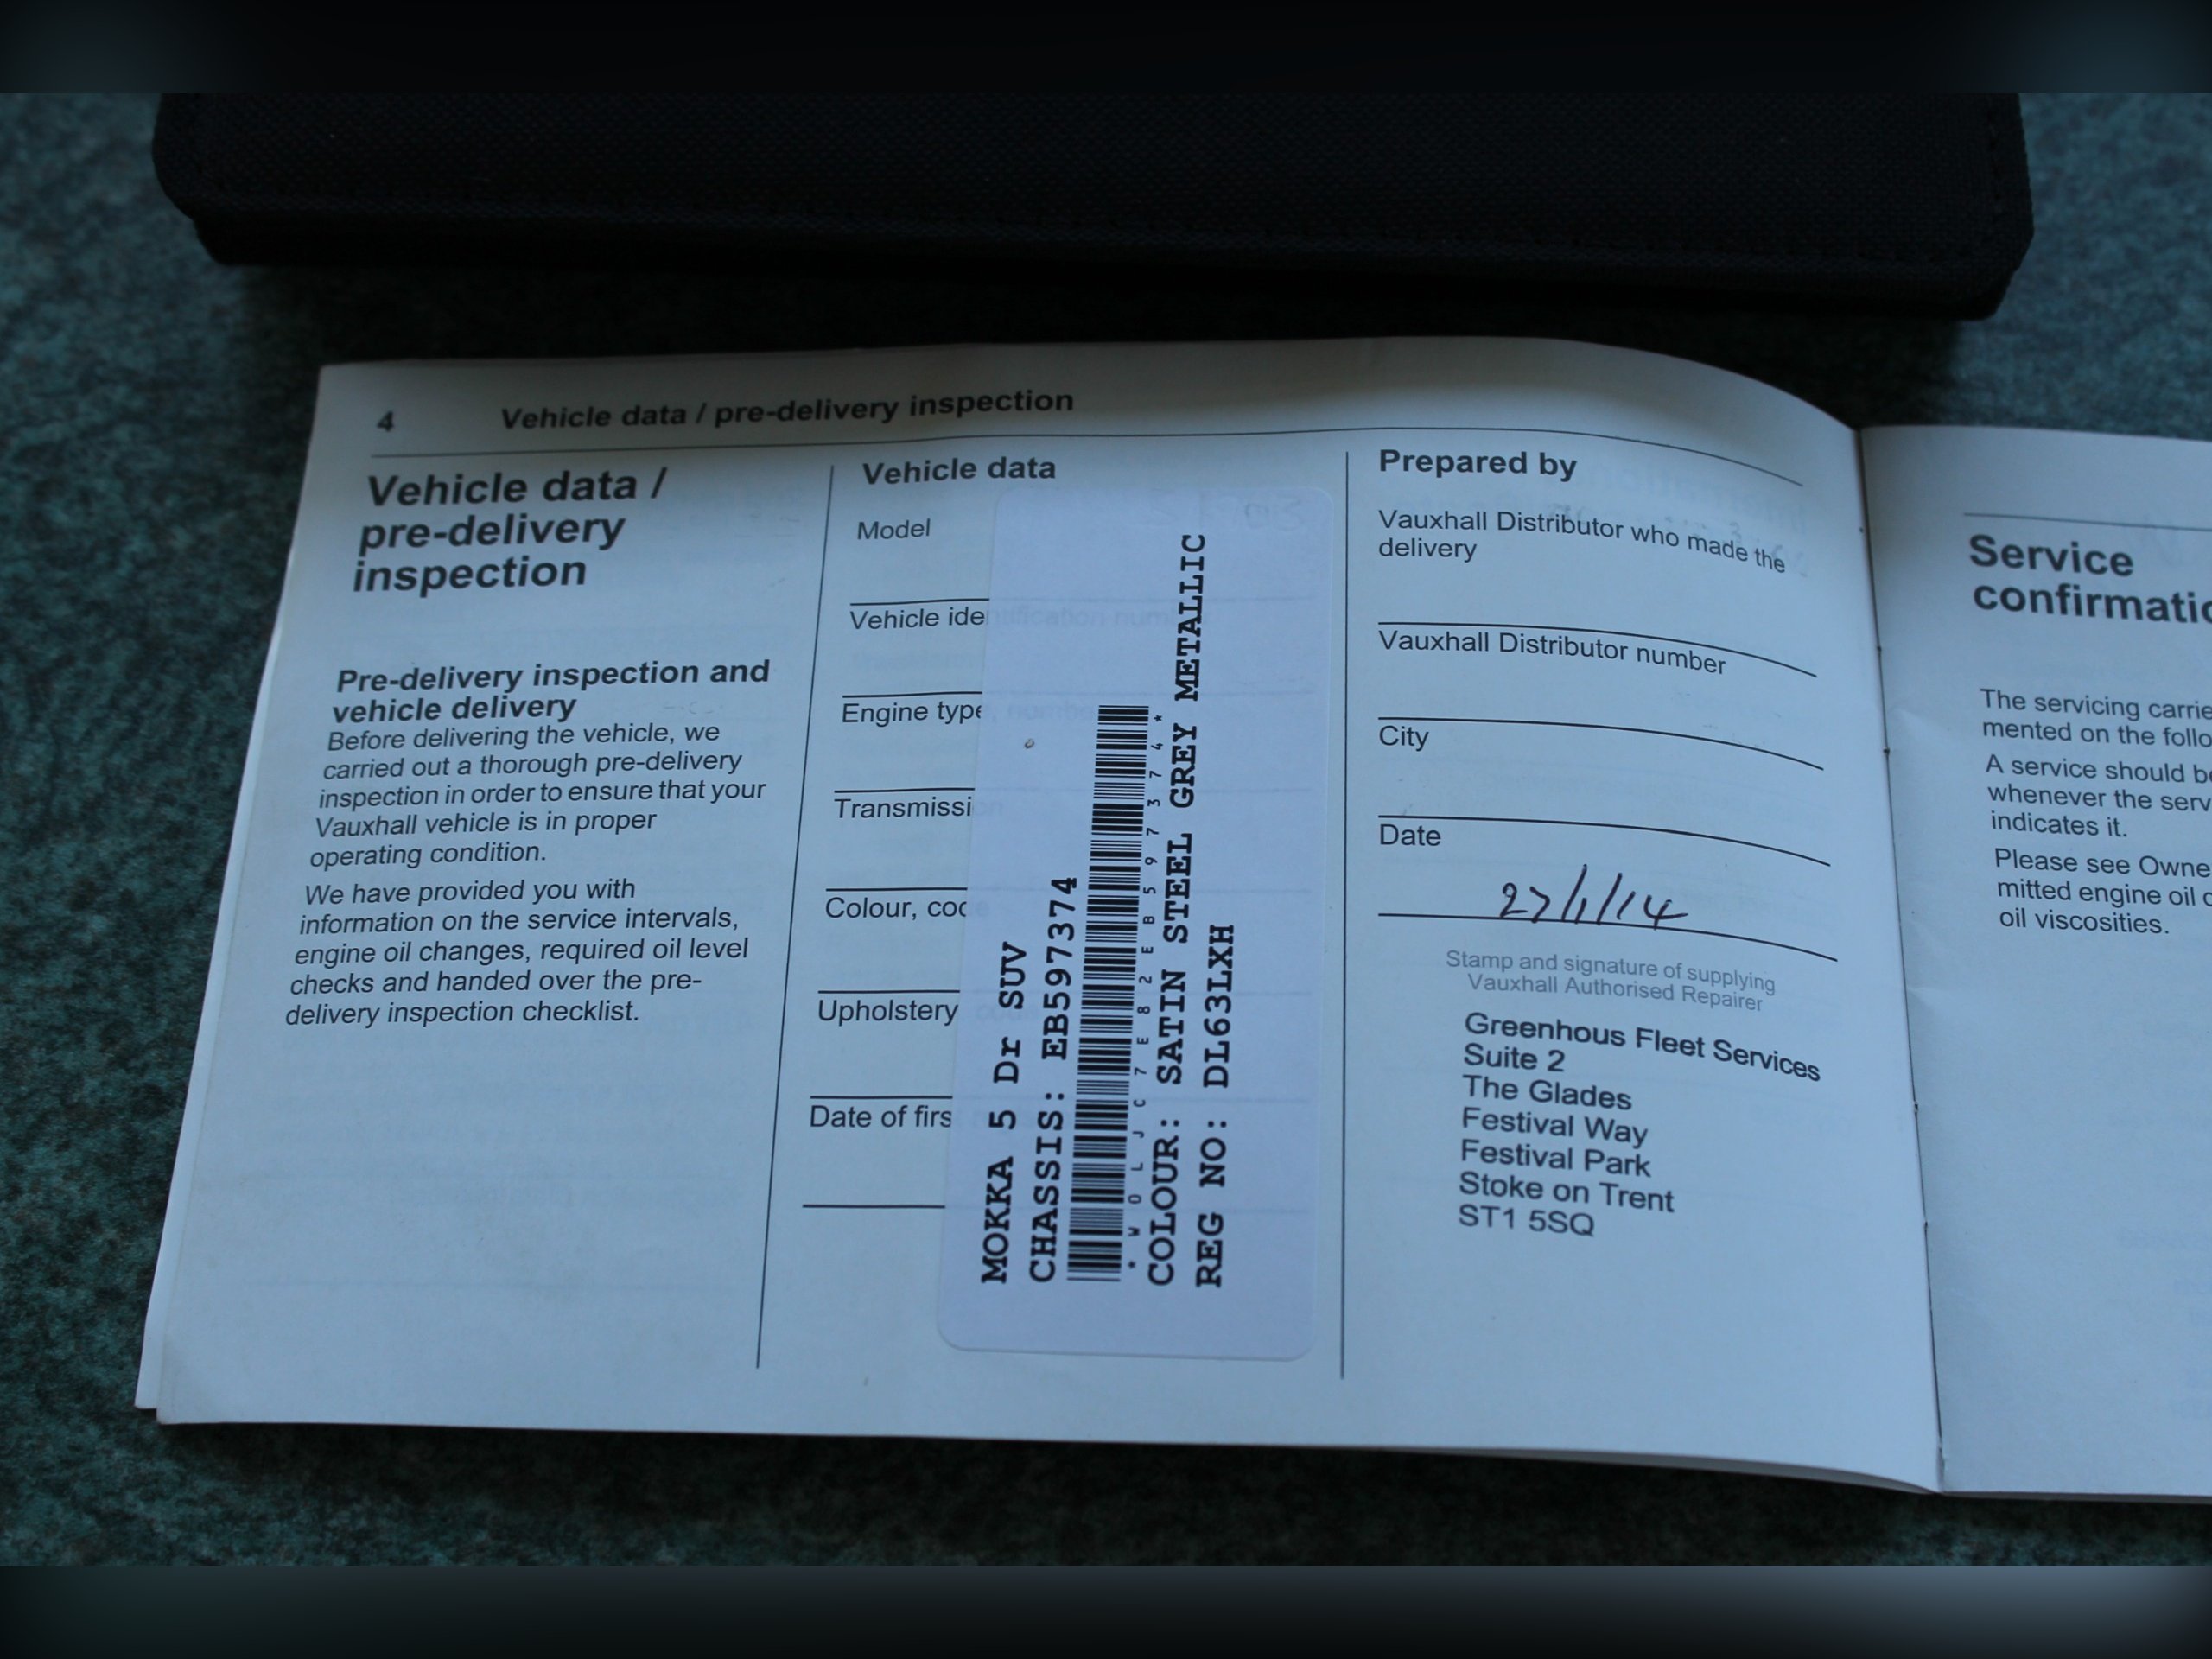 4 Vehicle data / pre-delivery inspection
Vehicle data /
pre-delivery
inspection
Pre-delivery inspection and
vehicle delivery
Before delivering the vehicle, we
carried out a thorough pre-delivery
inspection in order to ensure that your
Vauxhall vehicle is in proper
operating condition.
We have provided you with
information on the service intervals,
engine oil changes, required oil level
checks and handed over the pre-
delivery inspection checklist.
Vehicle data
Model
Vehicle identification number
Engine type, number
Transmission
Colour, code
Upholstery code
Date of firs
MOKKA 5 Dr SUV
CHASSIS: EB597374
*W0LJC7E82EB597374*
COLOUR: SATIN STEEL GREY METALLIC
REG NO: DL63LXH
Prepared by
Vauxhall Distributor who made the
delivery
Vauxhall Distributor number
City
Date
27/1/14
Stamp and signature of supplying
Vauxhall Authorised Repairer
Greenhous Fleet Services
Suite 2
The Glades
Festival Way
Festival Park
Stoke on Trent
ST1 5SQ
Service
confirmatio
The servicing carrie
mented on the follo
A service should be
whenever the serv
indicates it.
Please see Owne
mitted engine oil c
oil viscosities.